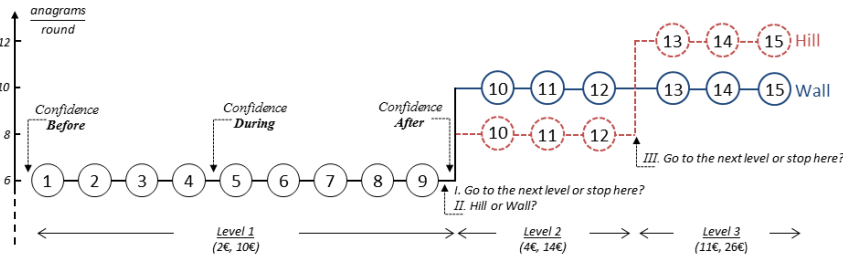 anagrams
round
12
13 14 15 Hill
10
10 11 12 13 14 15 Wall
Confidence
Before
Confidence
During
Confidence
After
8
10 11 12
III. Go to the next level or stop here?
6
1 2 3 4 5 6 7 8 9
I. Go to the next level or stop here?
II. Hill or Wall?
Level 1
(2€, 10€)
Level 2
(4€, 14€)
Level 3
(11€, 26€)